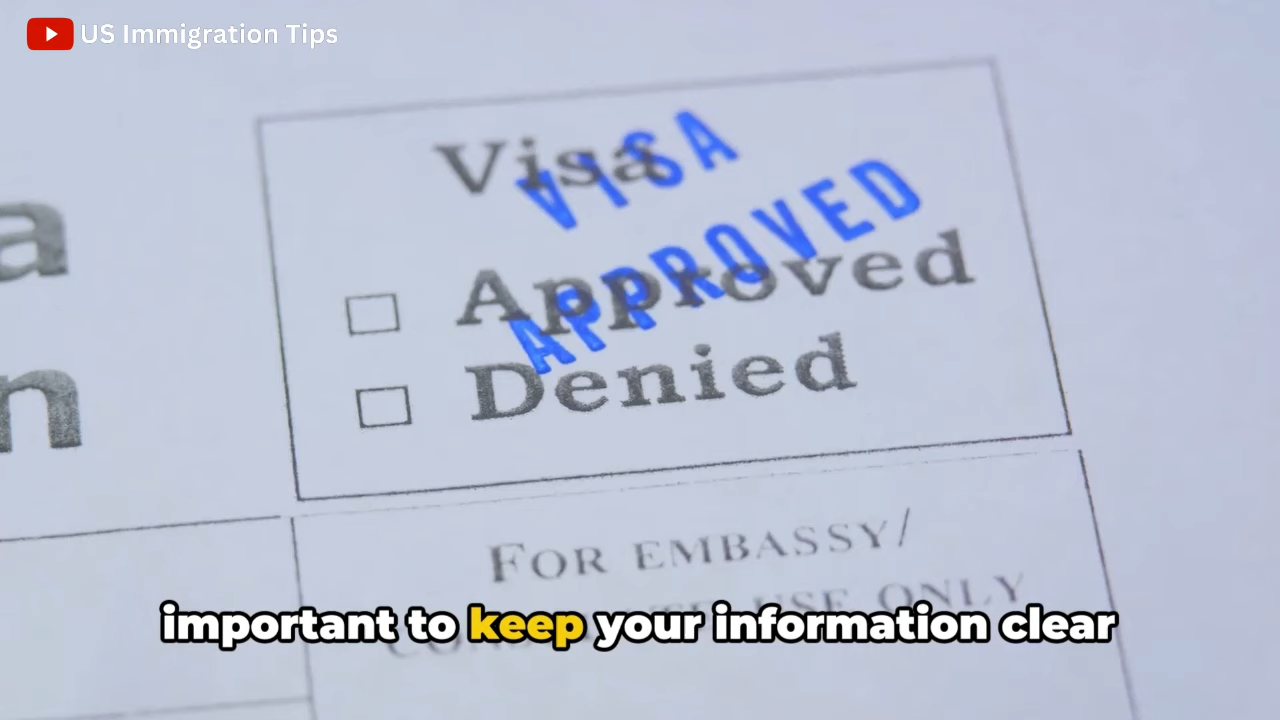 US Immigration Tips
a
n
Visa
VISA
APPROVED
Approved
Denied
FOR EMBASSY/
USE ONLY
important to keep your information clear